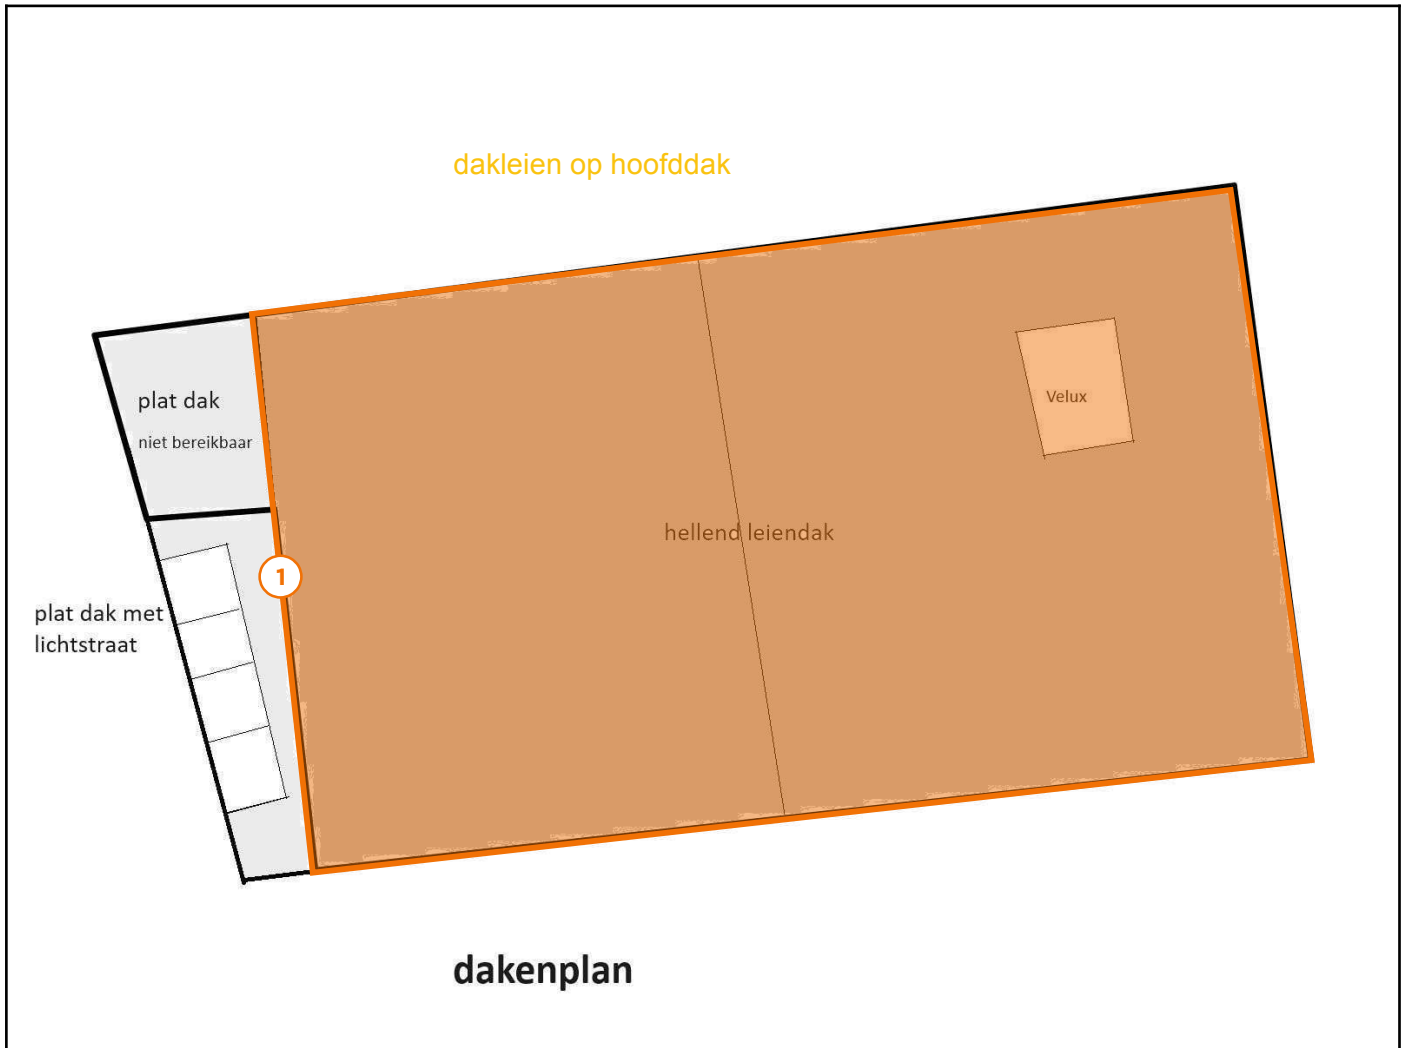 dakleien op hoofddak
plat dak
niet bereikbaar
Velux
hellend leiendak
1
plat dak met
lichtstraat
dakenplan